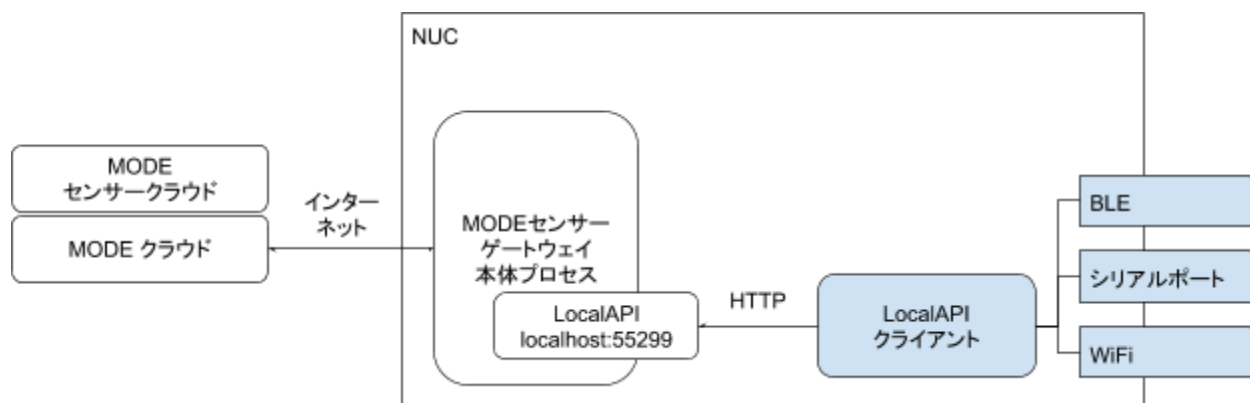 NUC
MODE
センサークラウド
MODE クラウド
インター
ネット
MODEセンサー
ゲートウェイ
本体プロセス
LocalAPI
localhost:55299
HTTP
LocalAPI
クライアント
BLE
シリアルポート
WiFi